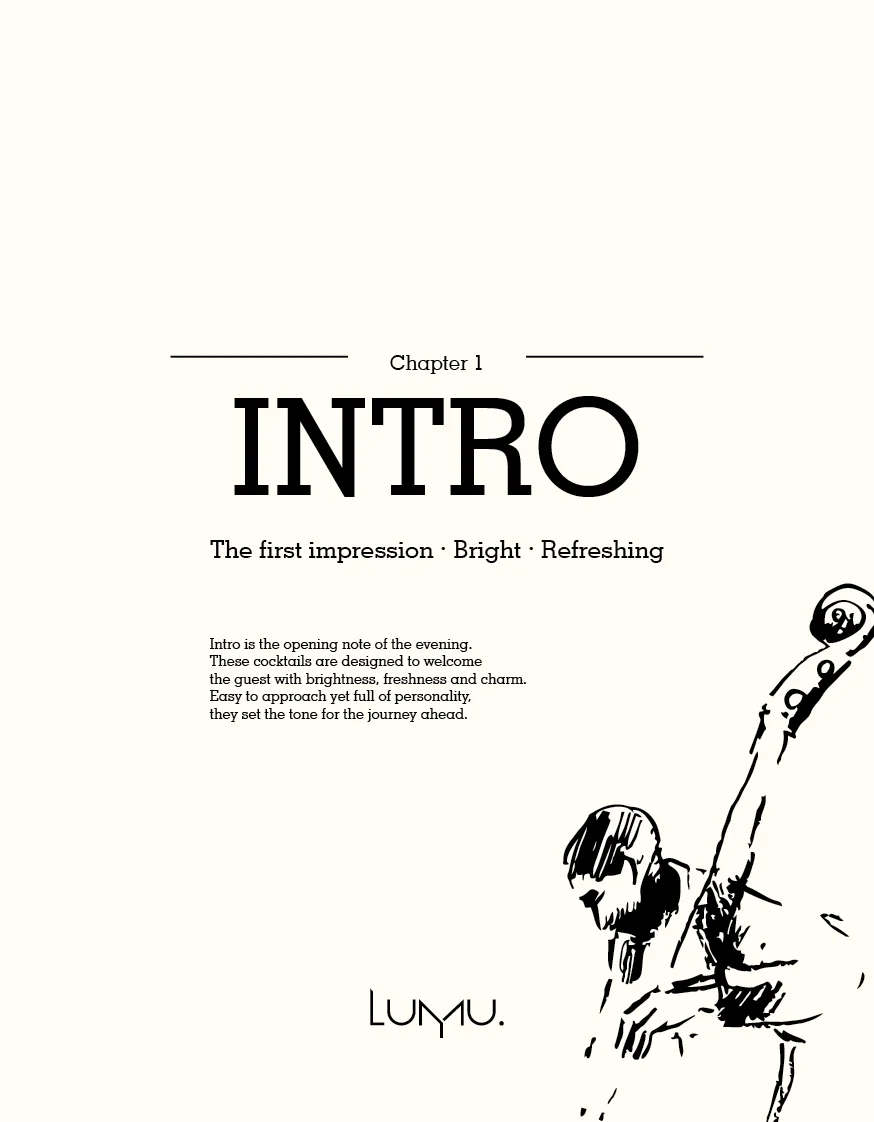 Chapter 1
INTRO
The first impression · Bright · Refreshing
Intro is the opening note of the evening.
These cocktails are designed to welcome
the guest with brightness, freshness and charm.
Easy to approach yet full of personality,
they set the tone for the journey ahead.
LUMU.